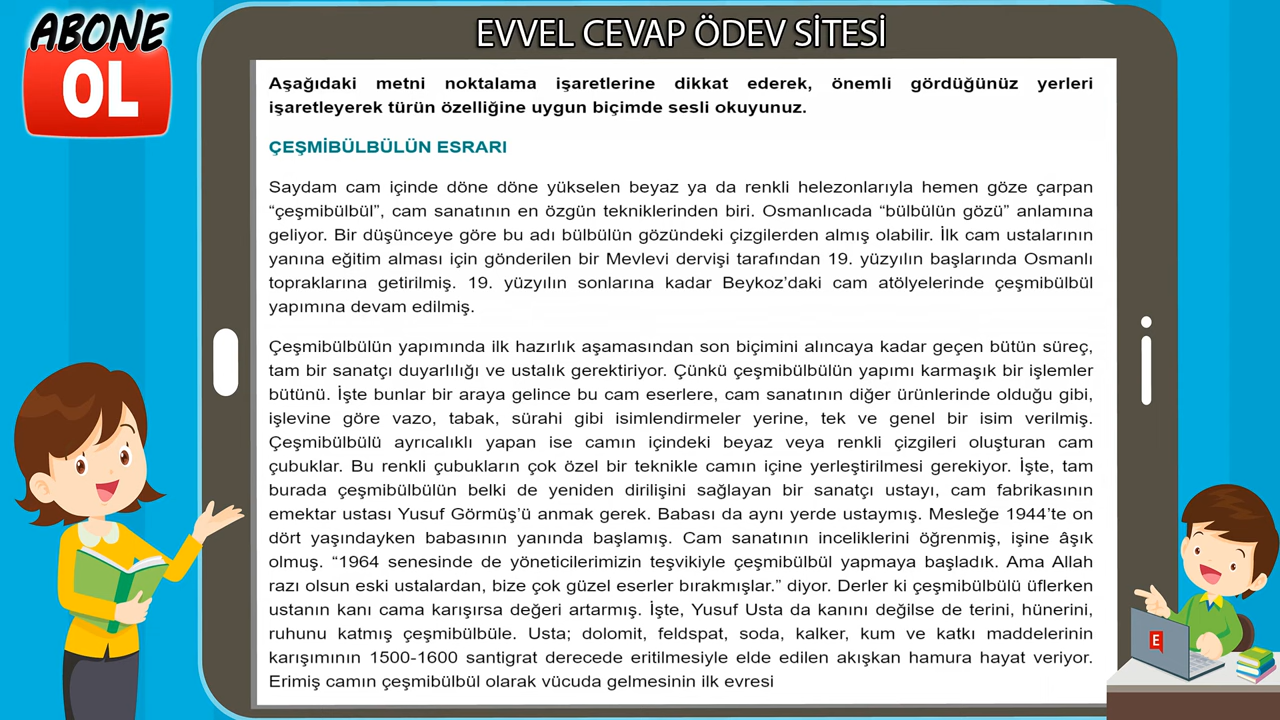 ABONE
OL
EVVEL CEVAP ÖDEV SİTESİ
Aşağıdaki metni noktalama işaretlerine dikkat ederek, önemli gördüğünüz yerleri
işaretleyerek türün özelliğine uygun biçimde sesli okuyunuz.
ÇEŞMİBÜLBÜLÜN ESRARI
Saydam cam içinde döne döne yükselen beyaz ya da renkli helezonlarıyla hemen göze çarpan
“çeşmibülbül”, cam sanatının en özgün tekniklerinden biri. Osmanlıcada “bülbülün gözü” anlamına
geliyor. Bir düşünceye göre bu adı bülbülün gözündeki çizgilerden almış olabilir. İlk cam ustalarının
yanına eğitim alması için gönderilen bir Mevlevi dervişi tarafından 19. yüzyılın başlarında Osmanlı
topraklarına getirilmiş. 19. yüzyılın sonlarına kadar Beykoz’daki cam atölyelerinde çeşmibülbül
yapımına devam edilmiş.
Çeşmibülbülün yapımında ilk hazırlık aşamasından son biçimini alıncaya kadar geçen bütün süreç,
tam bir sanatçı duyarlılığı ve ustalık gerektiriyor. Çünkü çeşmibülbülün yapımı karmaşık bir işlemler
bütünü. İşte bunlar bir araya gelince bu cam eserlere, cam sanatının diğer ürünlerinde olduğu gibi,
işlevine göre vazo, tabak, sürahi gibi isimlendirmeler yerine, tek ve genel bir isim verilmiş.
Çeşmibülbülü ayrıcalıklı yapan ise camın içindeki beyaz veya renkli çizgileri oluşturan cam
çubuklar. Bu renkli çubukların çok özel bir teknikle camın içine yerleştirilmesi gerekiyor. İşte, tam
burada çeşmibülbülün belki de yeniden dirilişini sağlayan bir sanatçı ustayı, cam fabrikasının
emektar ustası Yusuf Görmüş’ü anmak gerek. Babası da aynı yerde ustaymış. Mesleğe 1944’te on
dört yaşındayken babasının yanında başlamış. Cam sanatının inceliklerini öğrenmiş, işine âşık
olmuş. “1964 senesinde de yöneticilerimizin teşvikiyle çeşmibülbül yapmaya başladık. Ama Allah
razı olsun eski ustalardan, bize çok güzel eserler bırakmışlar.” diyor. Derler ki çeşmibülbülü üflerken
ustanın kanı cama karışırsa değeri artarmış. İşte, Yusuf Usta da kanını değilse de terini, hünerini,
ruhunu katmış çeşmibülbüle. Usta; dolomit, feldspat, soda, kalker, kum ve katkı maddelerinin
karışımının 1500-1600 santigrat derecede eritilmesiyle elde edilen akışkan hamura hayat veriyor.
Erimiş camın çeşmibülbül olarak vücuda gelmesinin ilk evresi
E